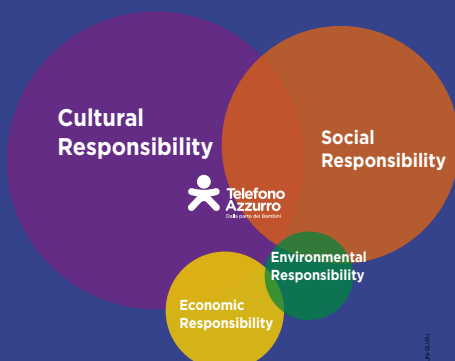 Cultural
Responsibility
Social
Responsibility
Telefono
Azzurro
Dalla parte dei Bambini
Environmental
Responsibility
Economic
Responsibility